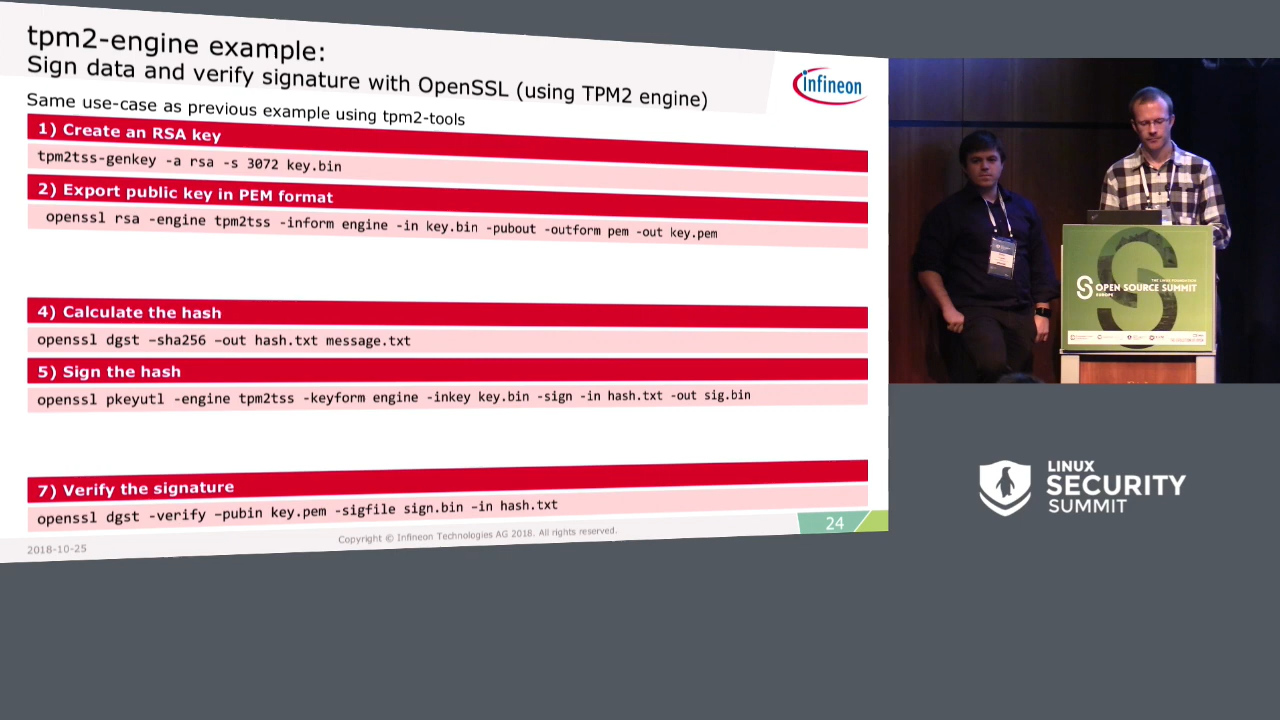 tpm2-engine example:
Sign data and verify signature with OpenSSL (using TPM2 engine)
infineon
Same use-case as previous example using tpm2-tools
1) Create an RSA key
tpm2tss-genkey -a rsa -s 3072 key.bin
2) Export public key in PEM format
openssl rsa -engine tpm2tss -inform engine -in key.bin -pubout -outform pem -out key.pem
4) Calculate the hash
openssl dgst –sha256 –out hash.txt message.txt
5) Sign the hash
openssl pkeyutl -engine tpm2tss -keyform engine -inkey key.bin -sign -in hash.txt -out sig.bin
7) Verify the signature
openssl dgst -verify –pubin key.pem -sigfile sign.bin -in hash.txt
2018-10-25
Copyright © Infineon Technologies AG 2018. All rights reserved.
24
THE LINUX FOUNDATION
OPEN SOURCE SUMMIT
EUROPE
LINUX
SECURITY
SUMMIT